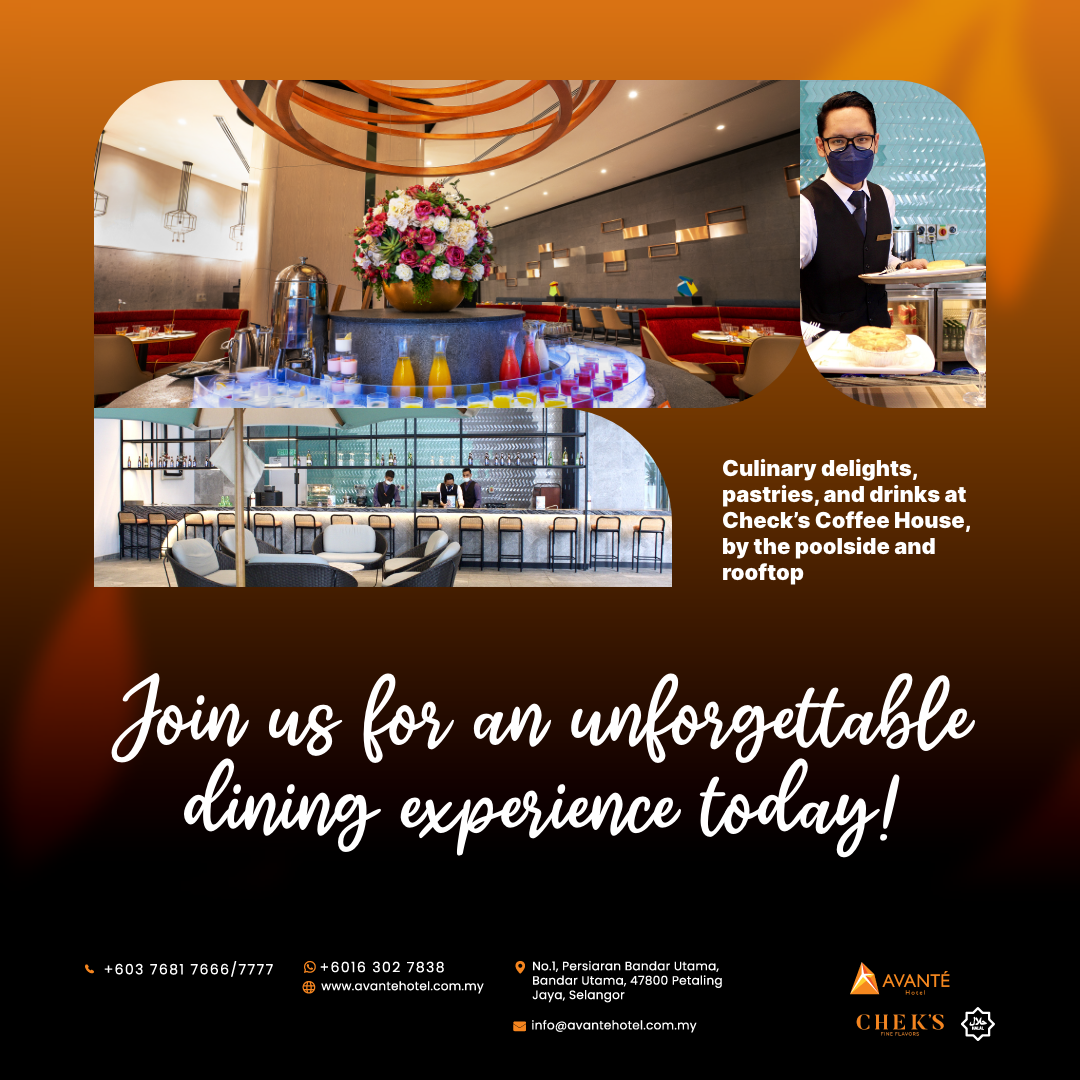 Culinary delights,
pastries, and drinks at
Check’s Coffee House,
by the poolside and
rooftop
Join us for an unforgettable
dining experience today!
+603 7681 7666/7777
+6016 302 7838
www.avantehotel.com.my
No.1, Persiaran Bandar Utama,
Bandar Utama, 47800 Petaling
Jaya, Selangor
info@avantehotel.com.my
AVANTÉ
Hotel
CHEK'S
FINE FLAVORS
حلال
HALAL